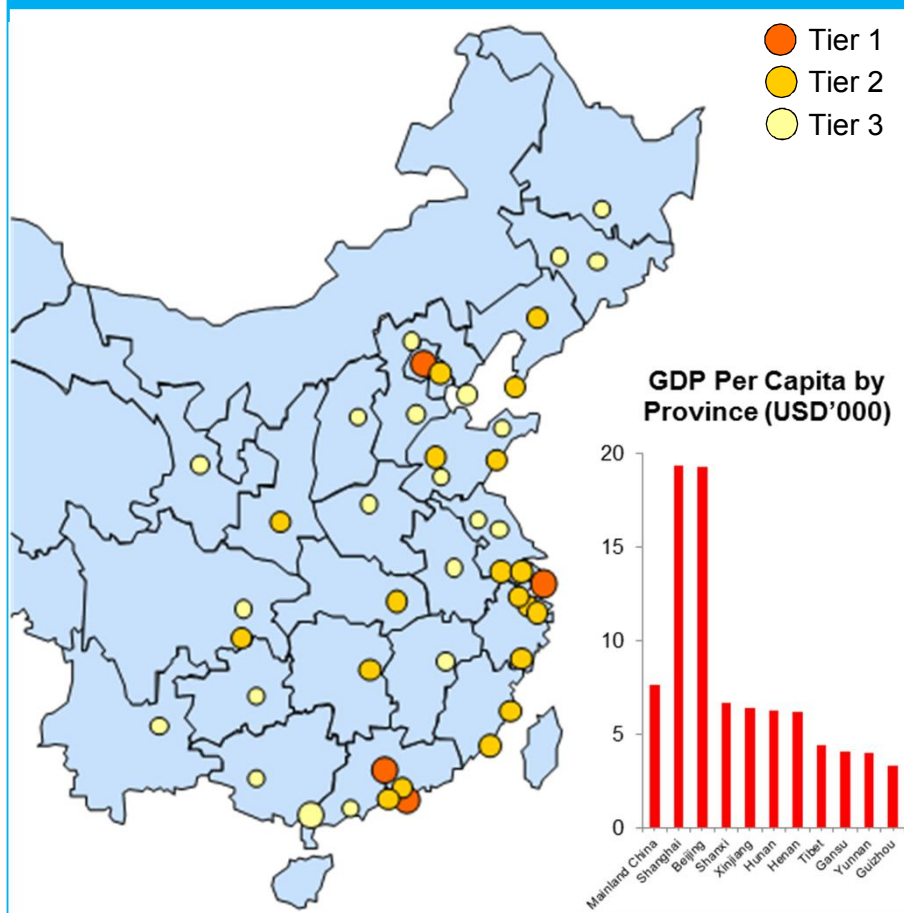 Tier 1
Tier 2
Tier 3
GDP Per Capita by
Province (USD’000)
20
15
10
5
0
Mainland China
Shanghai
Beijing
Shanxi
Xinjiang
Hunan
Henan
Tibet
Gansu
Yunnan
Guizhou